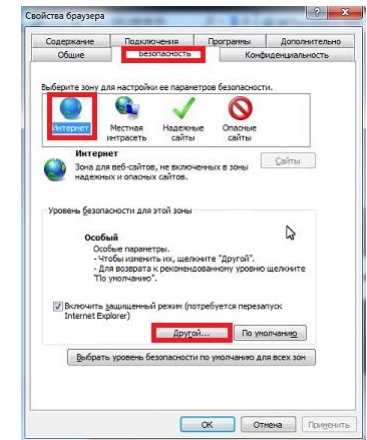 Свойства браузера
Содержание Подключения Программы Дополнительно
Общие Безопасность Конфиденциальность
Выберите зону для настройки ее параметров безопасности.
Интернет Местная интрасеть Надежные сайты Опасные сайты
Интернет
Зона для веб-сайтов, не включенных в зоны
надежных и опасных сайтов.
Сайты
Уровень безопасности для этой зоны
Особый
Особые параметры.
- Чтобы изменить их, щелкните "Другой".
- Для возврата к рекомендованному уровню щелкните
"По умолчанию".
Включить защищенный режим (потребуется перезапуск
Internet Explorer)
Другой... По умолчанию
Выбрать уровень безопасности по умолчанию для всех зон
OK Отмена Применить